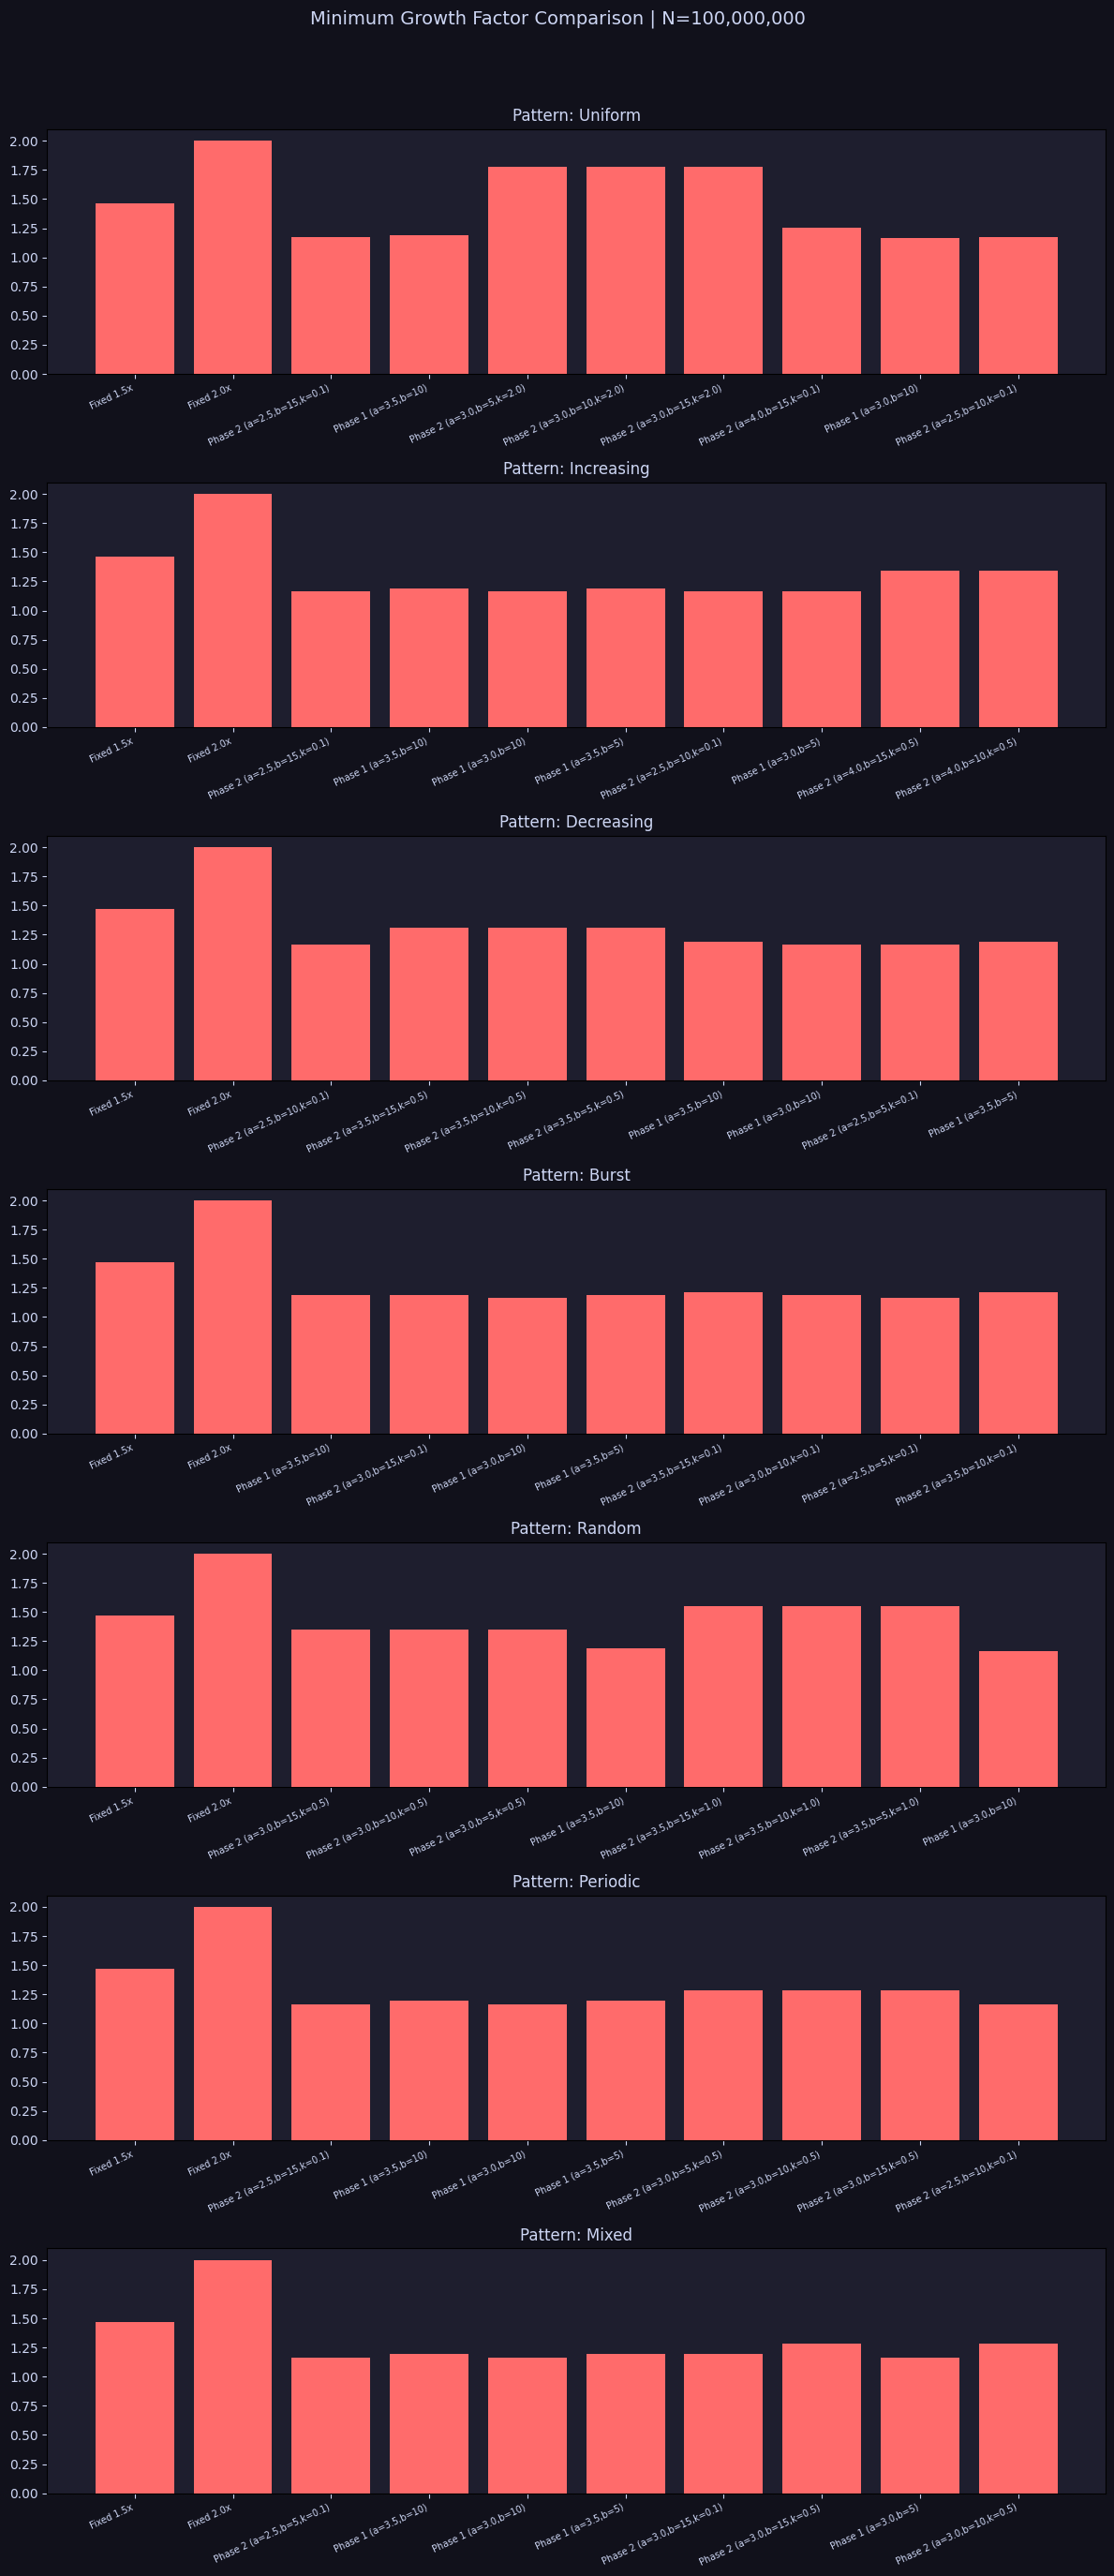 Minimum Growth Factor Comparison | N=100,000,000
Pattern: Uniform
2.00
1.75
1.50
1.25
1.00
0.75
0.50
0.25
0.00
Fixed 1.5x
Fixed 2.0x
Phase 2 (a=2.5,b=15,k=0.1)
Phase 1 (a=3.5,b=10)
Phase 2 (a=3.0,b=5,k=2.0)
Phase 2 (a=3.0,b=10,k=2.0)
Phase 2 (a=3.0,b=15,k=2.0)
Phase 2 (a=4.0,b=15,k=0.1)
Phase 1 (a=3.0,b=10)
Phase 2 (a=2.5,b=10,k=0.1)
Pattern: Increasing
2.00
1.75
1.50
1.25
1.00
0.75
0.50
0.25
0.00
Fixed 1.5x
Fixed 2.0x
Phase 2 (a=2.5,b=15,k=0.1)
Phase 1 (a=3.5,b=10)
Phase 1 (a=3.0,b=10)
Phase 1 (a=3.5,b=5)
Phase 2 (a=2.5,b=10,k=0.1)
Phase 1 (a=3.0,b=5)
Phase 2 (a=4.0,b=15,k=0.5)
Phase 2 (a=4.0,b=10,k=0.5)
Pattern: Decreasing
2.00
1.75
1.50
1.25
1.00
0.75
0.50
0.25
0.00
Fixed 1.5x
Fixed 2.0x
Phase 2 (a=2.5,b=10,k=0.1)
Phase 2 (a=3.5,b=15,k=0.5)
Phase 2 (a=3.5,b=10,k=0.5)
Phase 2 (a=3.5,b=5,k=0.5)
Phase 1 (a=3.5,b=10)
Phase 1 (a=3.0,b=10)
Phase 2 (a=2.5,b=5,k=0.1)
Phase 1 (a=3.5,b=5)
Pattern: Burst
2.00
1.75
1.50
1.25
1.00
0.75
0.50
0.25
0.00
Fixed 1.5x
Fixed 2.0x
Phase 1 (a=3.5,b=10)
Phase 2 (a=3.0,b=15,k=0.1)
Phase 1 (a=3.0,b=10)
Phase 1 (a=3.5,b=5)
Phase 2 (a=3.5,b=15,k=0.1)
Phase 2 (a=3.0,b=10,k=0.1)
Phase 2 (a=2.5,b=5,k=0.1)
Phase 2 (a=3.5,b=10,k=0.1)
Pattern: Random
2.00
1.75
1.50
1.25
1.00
0.75
0.50
0.25
0.00
Fixed 1.5x
Fixed 2.0x
Phase 2 (a=3.0,b=15,k=0.5)
Phase 2 (a=3.0,b=10,k=0.5)
Phase 2 (a=3.0,b=5,k=0.5)
Phase 1 (a=3.5,b=10)
Phase 2 (a=3.5,b=15,k=1.0)
Phase 2 (a=3.5,b=10,k=1.0)
Phase 2 (a=3.5,b=5,k=1.0)
Phase 1 (a=3.0,b=10)
Pattern: Periodic
2.00
1.75
1.50
1.25
1.00
0.75
0.50
0.25
0.00
Fixed 1.5x
Fixed 2.0x
Phase 2 (a=2.5,b=15,k=0.1)
Phase 1 (a=3.5,b=10)
Phase 1 (a=3.0,b=10)
Phase 1 (a=3.5,b=5)
Phase 2 (a=3.0,b=5,k=0.5)
Phase 2 (a=3.0,b=10,k=0.5)
Phase 2 (a=3.0,b=15,k=0.5)
Phase 2 (a=2.5,b=10,k=0.1)
Pattern: Mixed
2.00
1.75
1.50
1.25
1.00
0.75
0.50
0.25
0.00
Fixed 1.5x
Fixed 2.0x
Phase 2 (a=2.5,b=5,k=0.1)
Phase 1 (a=3.5,b=10)
Phase 1 (a=3.0,b=10)
Phase 1 (a=3.5,b=5)
Phase 2 (a=3.0,b=15,k=0.1)
Phase 2 (a=3.0,b=15,k=0.5)
Phase 1 (a=3.0,b=5)
Phase 2 (a=3.0,b=10,k=0.5)